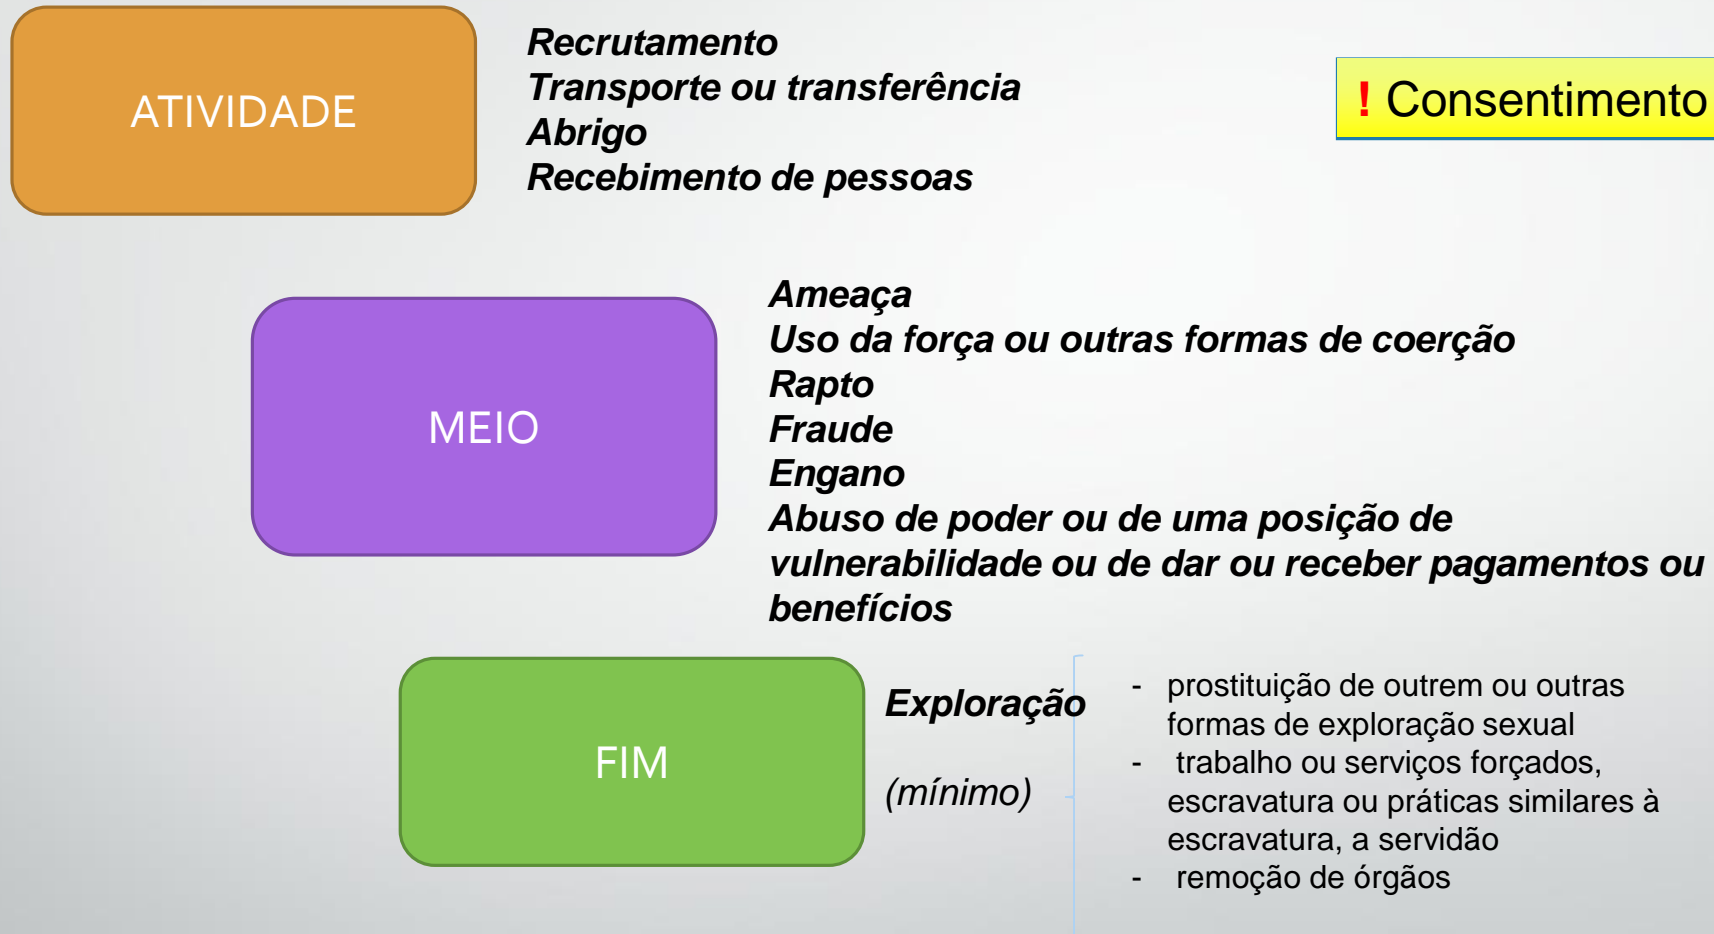 ATIVIDADE
Recrutamento
Transporte ou transferência
Abrigo
Recebimento de pessoas
! Consentimento
MEIO
Ameaça
Uso da força ou outras formas de coerção
Rapto
Fraude
Engano
Abuso de poder ou de uma posição de
vulnerabilidade ou de dar ou receber pagamentos ou
benefícios
FIM
Exploração
(mínimo)
- prostituição de outrem ou outras
formas de exploração sexual
- trabalho ou serviços forçados,
escravatura ou práticas similares à
escravatura, a servidão
- remoção de órgãos